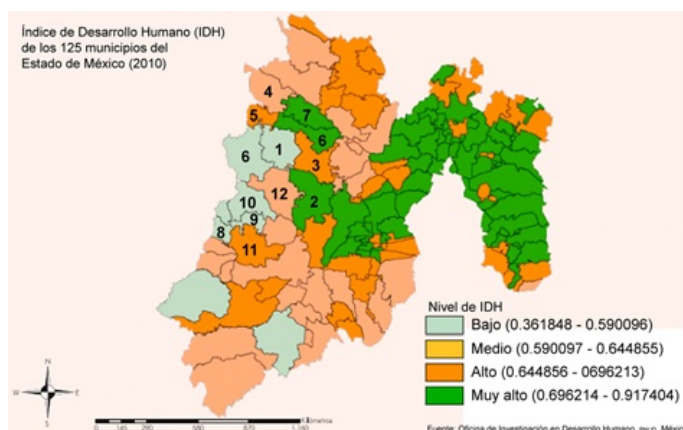 Índice de Desarrollo Humano (IDH)
de los 125 municipios del
Estado de México (2010)
4
5
7
6
1
6
3
12
10
2
9
8
11
Nivel de IDH
Bajo (0.361848 - 0.590096)
Medio (0.590097 - 0.644855)
Alto (0.644856 - 0696213)
Muy alto (0.696214 - 0.917404)
N
W
E
S
0
Fuente: Oficina de Investigación en Desarrollo Humano, México